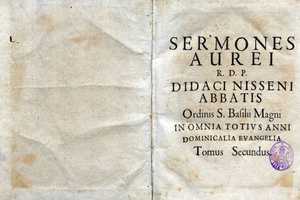 SERMONES
AUREI
R. D. P.
DIDACI NISSENI
ABBATIS
Ordinis S. Basilii Magni
IN OMNIA TOTIVS ANNI
DOMINICALIA EVANGELIA
Tomus Secundus.